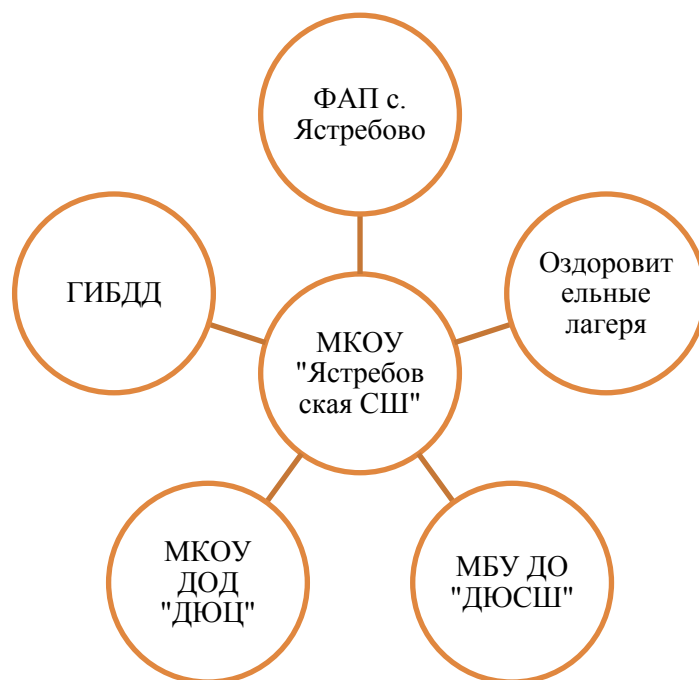 ФАП с.
Ястребово
ГИБДД
Оздоровит
ельные
лагеря
МКОУ
"Ястребов
ская СШ"
МКОУ
ДОД
"ДЮЦ"
МБУ ДО
"ДЮСШ"